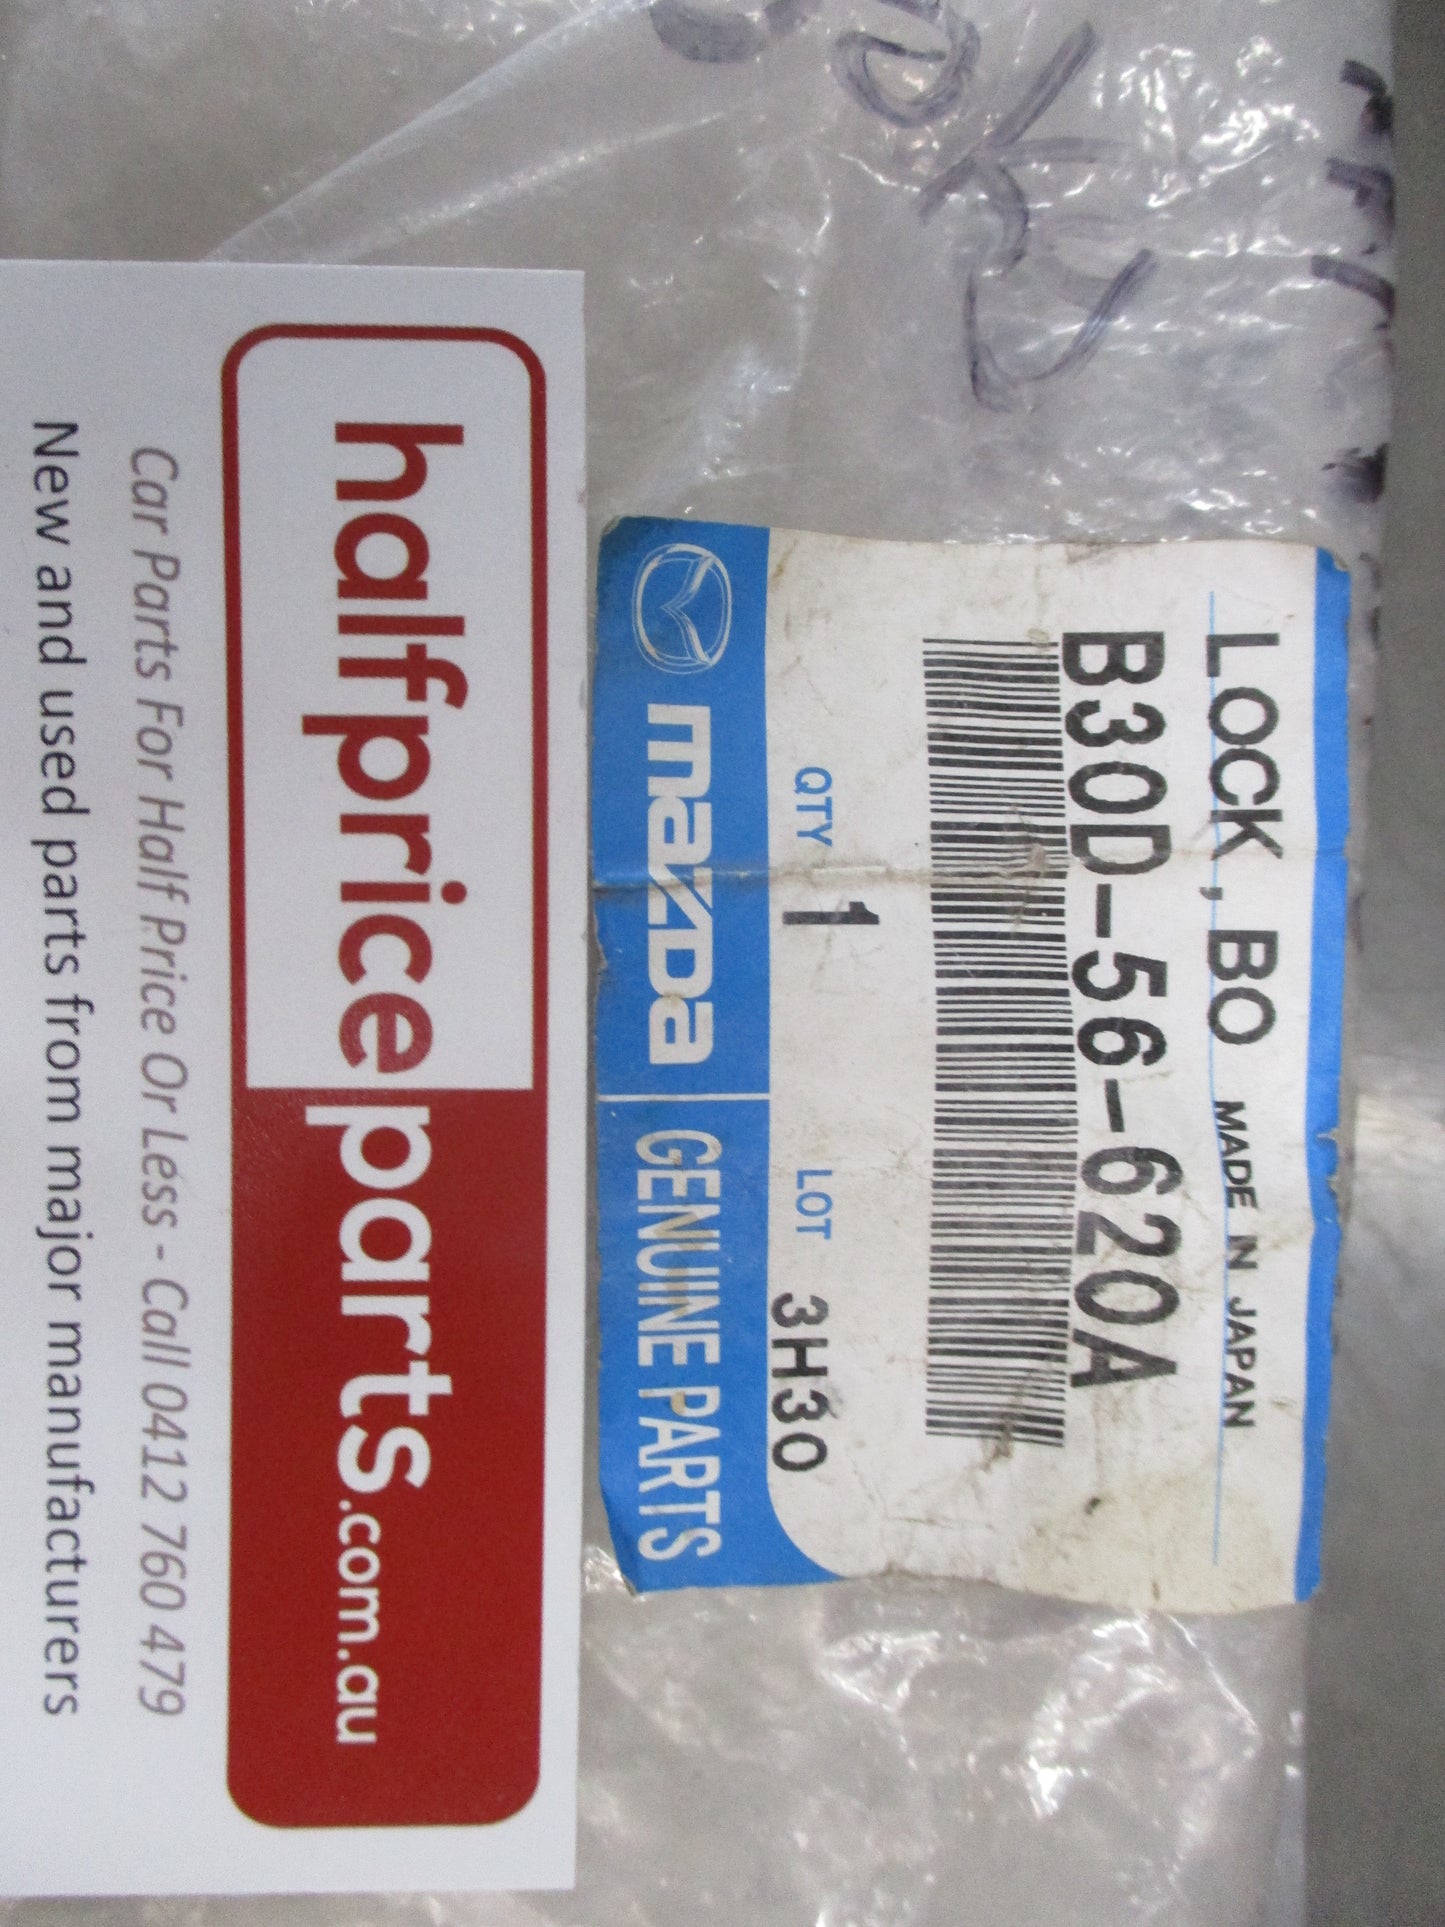 LOCK, BO MADE IN JAPAN
B30D-56-620A
QTY 1 LOT 3H30
mazda GENUINE PARTS
halfpriceparts.com.au
Car Parts For Half Price Or Less - Call 0412 760 479
New and used parts from major manufacturers